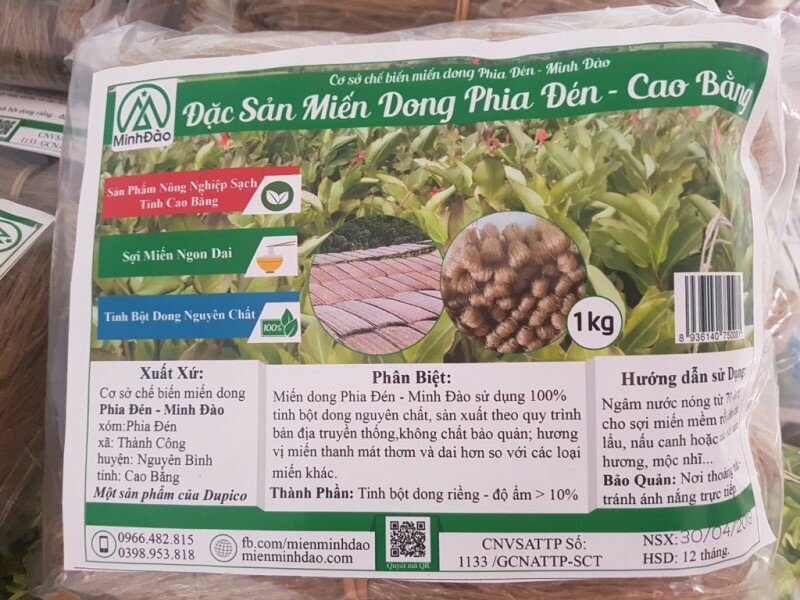 Cơ sở chế biến miến dong Phia Đén - Minh Đào
Đặc Sản Miến Dong Phia Đén - Cao Bằng
MinhĐào
Sản Phẩm Nông Nghiệp Sạch
Tỉnh Cao Bằng
Sợi Miến Ngon Dai
Tinh Bột Dong Nguyên Chất
100%
1kg
8 936140 75008
Xuất Xứ:
Cơ sở chế biến miến dong
Phia Đén - Minh Đào
xóm:Phia Đén
xã: Thành Công
huyện: Nguyên Bình
tỉnh: Cao Bằng
Một sản phẩm của Dupico
Phân Biệt:
Miến dong Phia Đén - Minh Đào sử dụng 100%
tinh bột dong nguyên chất, sản xuất theo quy trình
bản địa truyền thống,không chất bảo quản; hương
vị miến thanh mát thơm và dai hơn so với các loại
miến khác.
Thành Phần: Tinh bột dong riềng - độ ẩm > 10%
Hướng dẫn sử Dụng
Ngâm nước nóng từ
cho sợi miến mềm
lẩu, nấu canh hoặc
hương, mộc nhĩ...
Bảo Quản: Nơi thoáng
tránh ánh nắng trực tiếp
0966.482.815
0398.953.818
fb.com/mienminhdao
mienminhdao.com
Quyét mã QR
CNVSATTP Số:
1133 /GCNATTP-SCT
NSX: 30/04/2019
HSD: 12 tháng.
CNVSATTP
1133 /GCNA